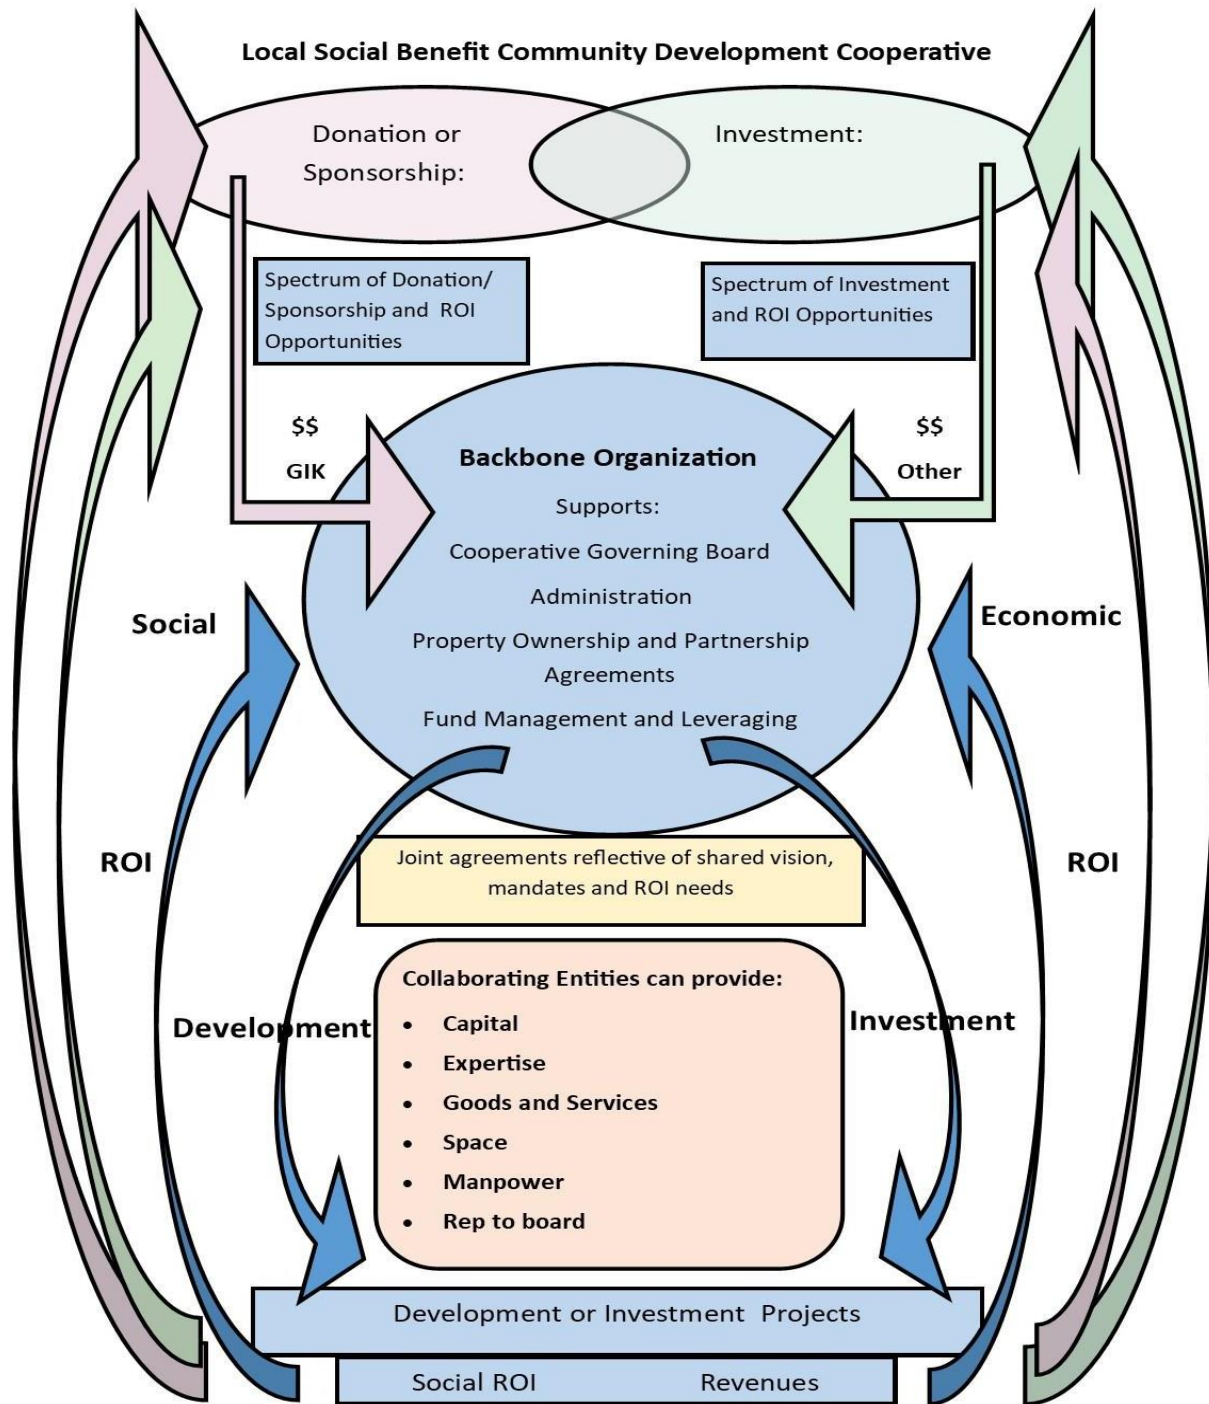 Local Social Benefit Community Development Cooperative
Donation or
Sponsorship:
Investment:
Spectrum of Donation/
Sponsorship and ROI
Opportunities
Spectrum of Investment
and ROI Opportunities
$$
GIK
$$
Other
Backbone Organization
Supports:
Cooperative Governing Board
Administration
Property Ownership and Partnership
Agreements
Fund Management and Leveraging
Social
Economic
ROI
ROI
Joint agreements reflective of shared vision,
mandates and ROI needs
Development
Investment
Collaborating Entities can provide:
• Capital
• Expertise
• Goods and Services
• Space
• Manpower
• Rep to board
Development or Investment Projects
Social ROI
Revenues